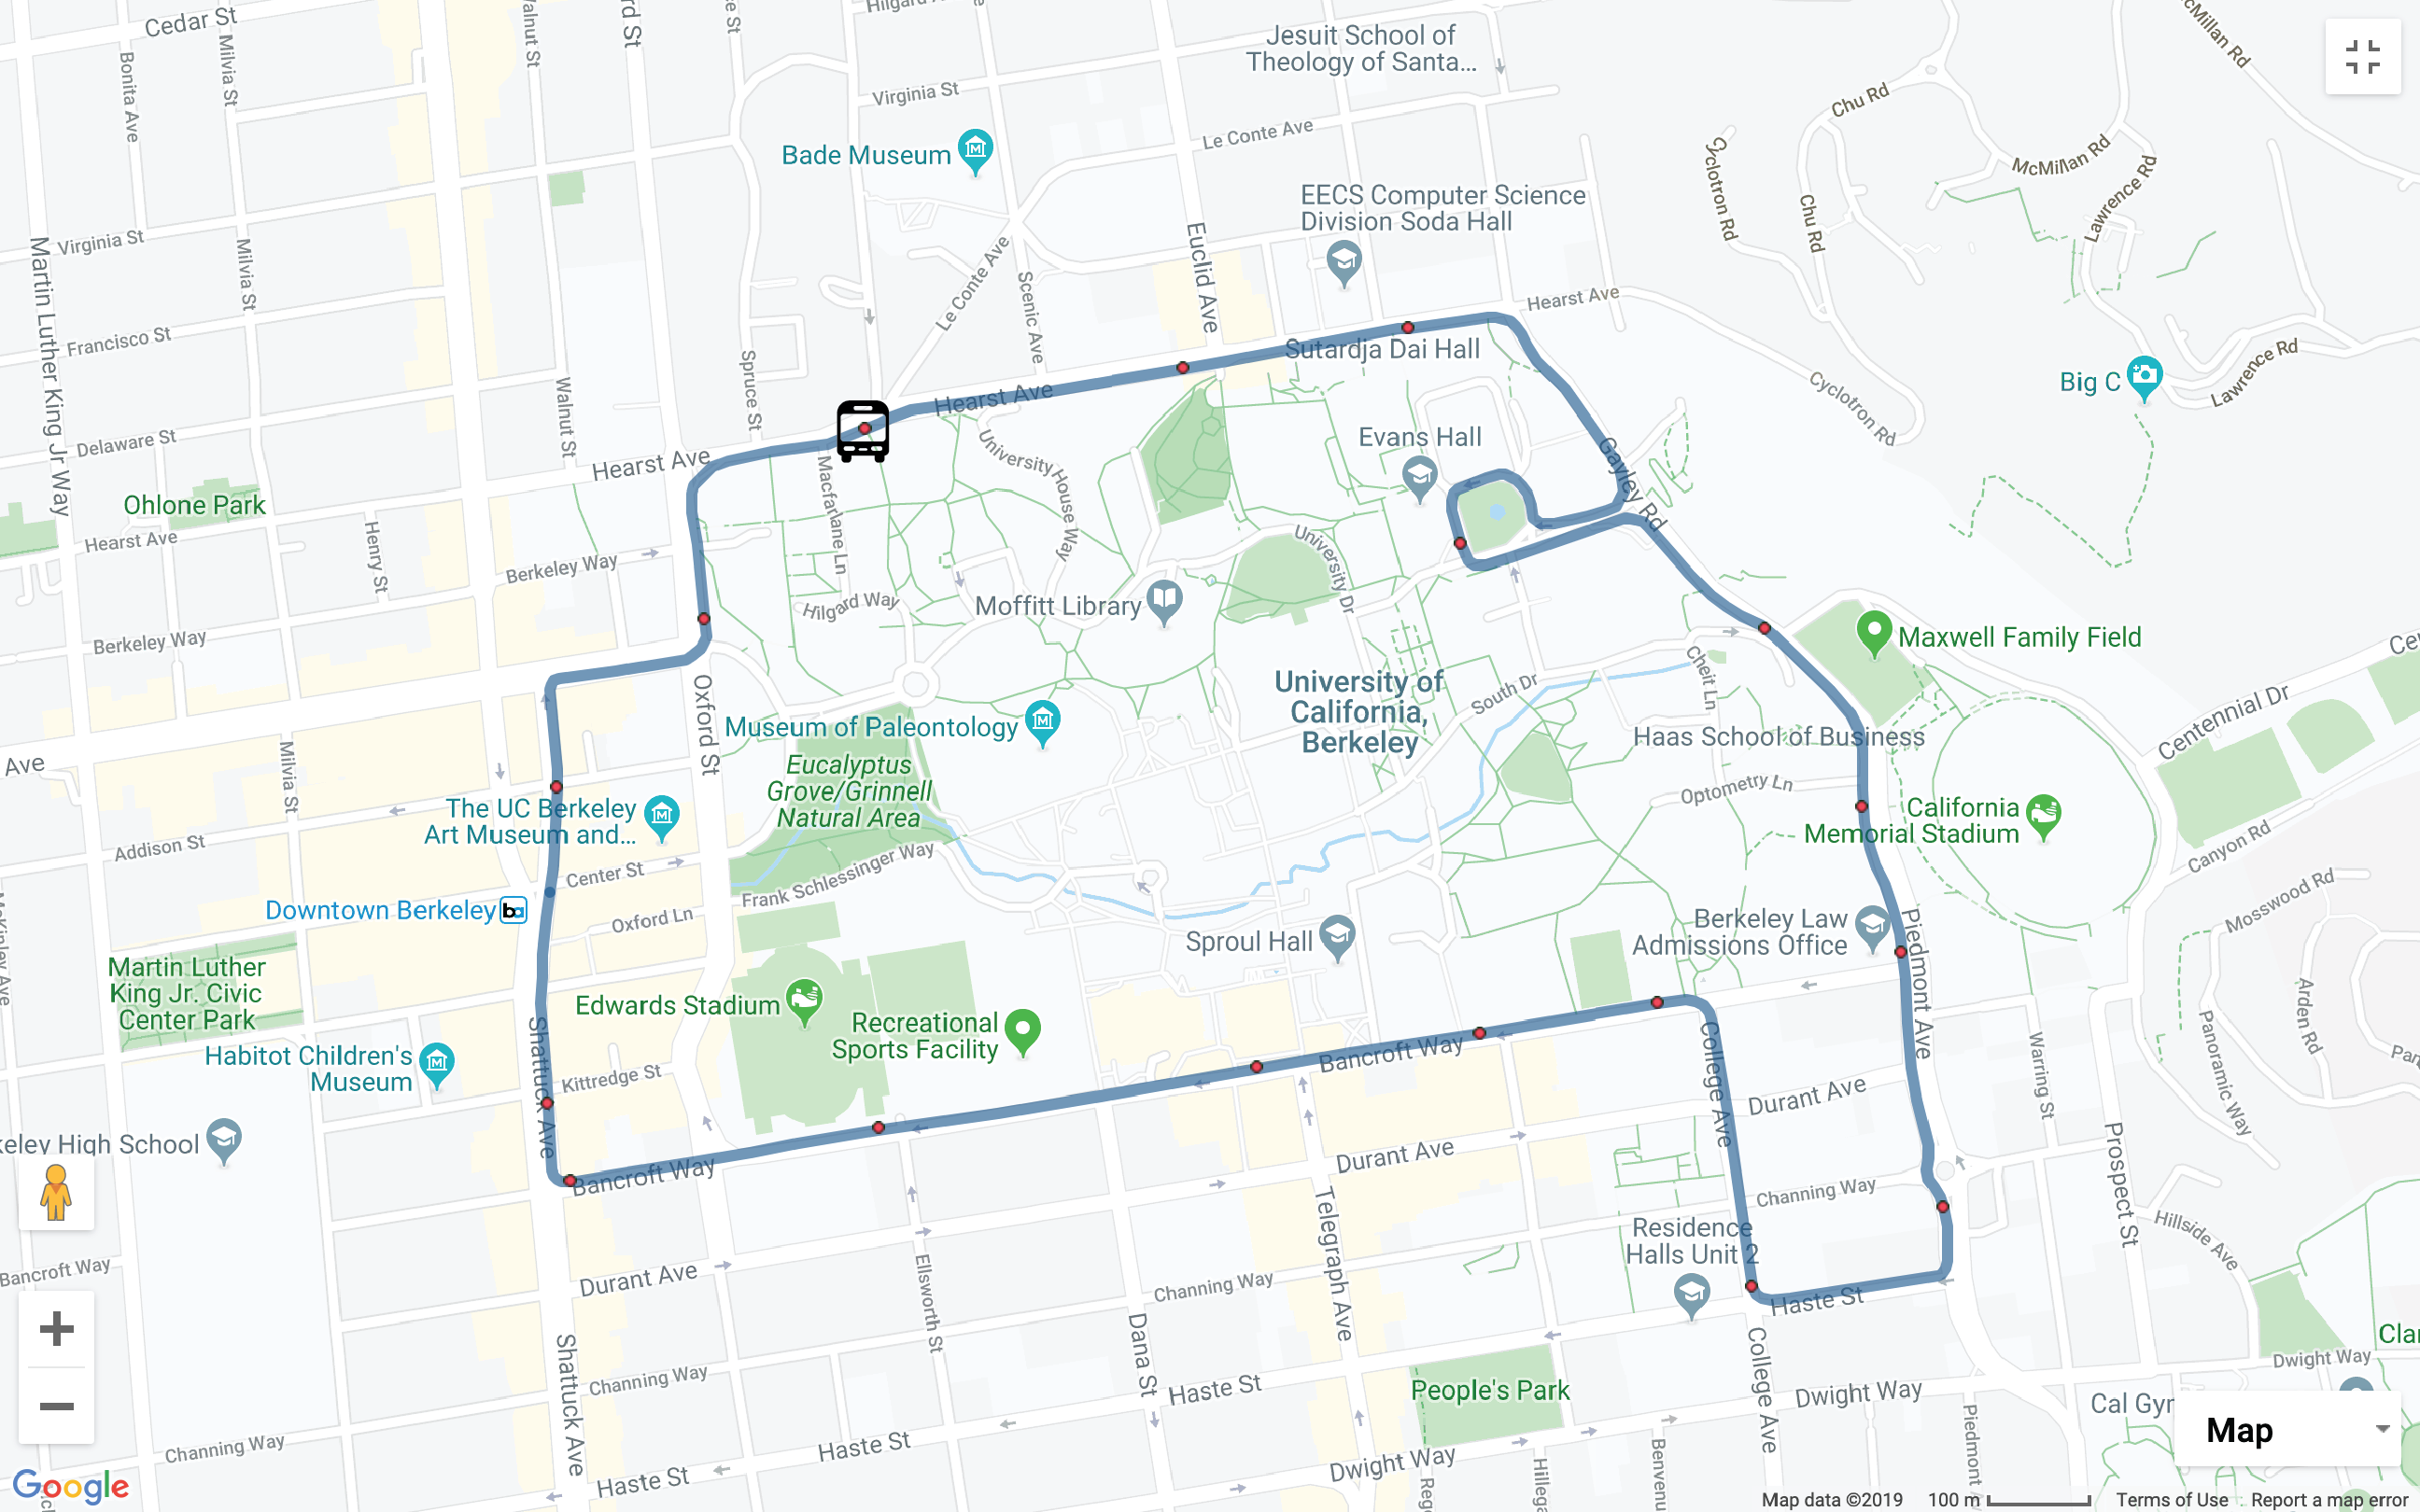 Cedar St
Bonita Ave
Milvia St
Walnut St
Hilgard
Jesuit School of
Theology of Santa...
McMillan Rd
Virginia St
Le Conte Ave
Chu Rd
Bade Museum
Cyclotron Rd
McMillan Rd
Lawrence Rd
EECS Computer Science
Division Soda Hall
Chu Rd
Martin Luther King Jr Way
Virginia St
Milvia St
Euclid Ave
Le Conte Ave
Scenic Ave
Hearst Ave
Francisco St
Sutardja Dai Hall
Spruce St
Walnut St
Hearst Ave
Cyclotron Rd
Big C
Lawrence Rd
Delaware St
Hearst Ave
Evans Hall
Gayley Rd
University House Way
Macfarlane Ln
Ohlone Park
Hearst Ave
Henry St
Berkeley Way
University Dr
Hilgard Way
Moffitt Library
Berkeley Way
Maxwell Family Field
Cheit Ln
University of
California,
Berkeley
South Dr
Oxford St
Museum of Paleontology
Centennial Dr
Haas School of Business
Ave
Milvia St
Eucalyptus
Grove/Grinnell
Natural Area
Optometry Ln
The UC Berkeley
Art Museum and...
California
Memorial Stadium
Addison St
Canyon Rd
Center St
Frank Schlessinger Way
Mosswood Rd
Downtown Berkeley
Oxford Ln
Berkeley Law
Admissions Office
Piedmont Ave
Sproul Hall
McKinley Ave
Martin Luther
King Jr. Civic
Center Park
Edwards Stadium
Recreational
Sports Facility
Arden Rd
Panoramic Way
Shattuck Ave
Habitot Children's
Museum
Kittredge St
Bancroft Way
College Ave
Warring St
Durant Ave
Durant Ave
Prospect St
Bancroft Way
Channing Way
Telegraph Ave
Residence
Halls Unit 2
Hillside Ave
Bancroft Way
Durant Ave
Ellsworth St
Channing Way
Haste St
Dana St
Shattuck Ave
College Ave
Channing Way
Haste St
People's Park
Dwight Way
Dwight Way
Channing Way
Haste St
Dwight Way
Haste St
Piedmont
Map
Google
Map data ©2019
100 m
Terms of Use
Report a map error